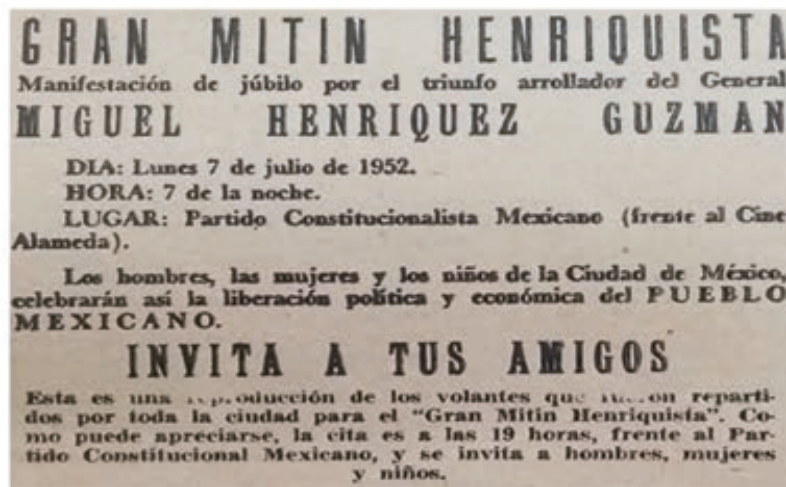 GRAN MITIN HENRIQUISTA
Manifestación de júbilo por el triunfo arrollador del General
MIGUEL HENRIQUEZ GUZMAN
DIA: Lunes 7 de julio de 1952.
HORA: 7 de la noche.
LUGAR: Partido Constitucionalista Mexicano (frente al Cine
Alameda).
Los hombres, las mujeres y los niños de la Ciudad de México,
celebrarán así la liberación política y económica del PUEBLO
MEXICANO.
INVITA A TUS AMIGOS
Esta es una reproducción de los volantes que fueron reparti-
dos por toda la ciudad para el "Gran Mitin Henriquista". Co-
mo puede apreciarse, la cita es a las 19 horas, frente al Par-
tido Constitucional Mexicano, y se invita a hombres, mujeres
y niños.